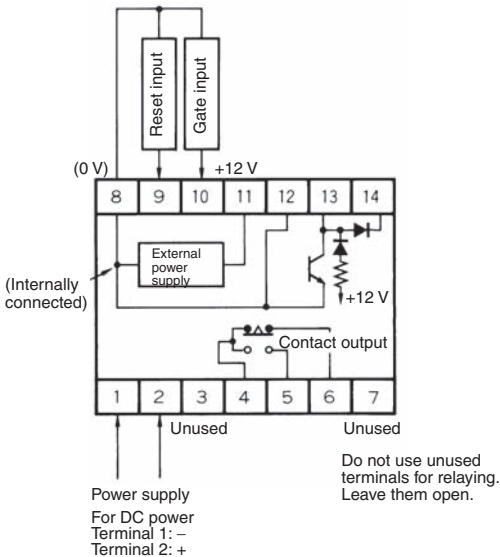 Reset input
Gate input
(0 V)
+12 V
8 9 10 11 12 13 14
External
power
supply
(Internally
connected)
+12 V
Contact output
1 2 3 4 5 6 7
Unused
Unused
Do not use unused
terminals for relaying.
Leave them open.
Power supply
For DC power
Terminal 1: −
Terminal 2: +